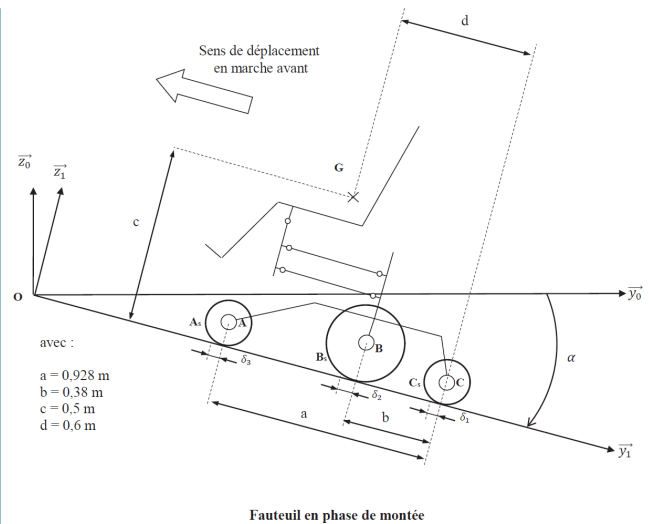 d
Sens de déplacement
en marche avant
G
z₀
z₁
c
O
y₀
Aₛ
A
avec :
Bₛ
B
α
a = 0,928 m
b = 0,38 m
c = 0,5 m
d = 0,6 m
δ₃
Cₛ
C
δ₂
a
b
δ₁
y₁
Fauteuil en phase de montée